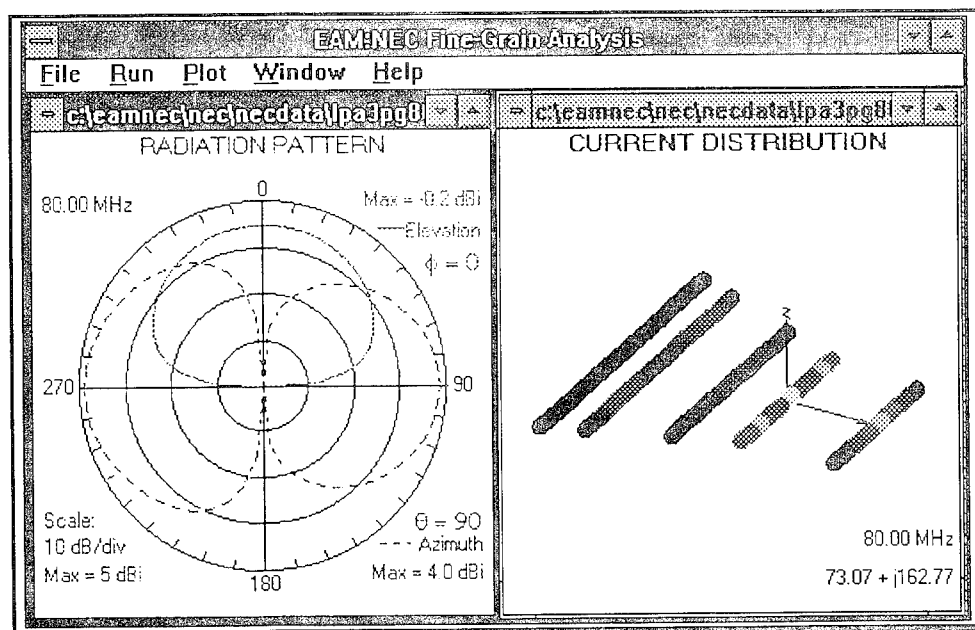 EAM:NEC Fine Grain Analysis
File Run Plot Window Help
c:\eamnec\nec\necdata\lpa3pg8
RADIATION PATTERN
80.00 MHz
Max = -0.2 dBi
Elevation
ϕ = 0
0
90
180
270
Scale:
10 dB/div
Max = 5 dBi
θ = 90
Azimuth
Max = 4.0 dBi
c:\eamnec\nec\necdata\lpa3pg8
CURRENT DISTRIBUTION
z
80.00 MHz
73.07 + j162.77